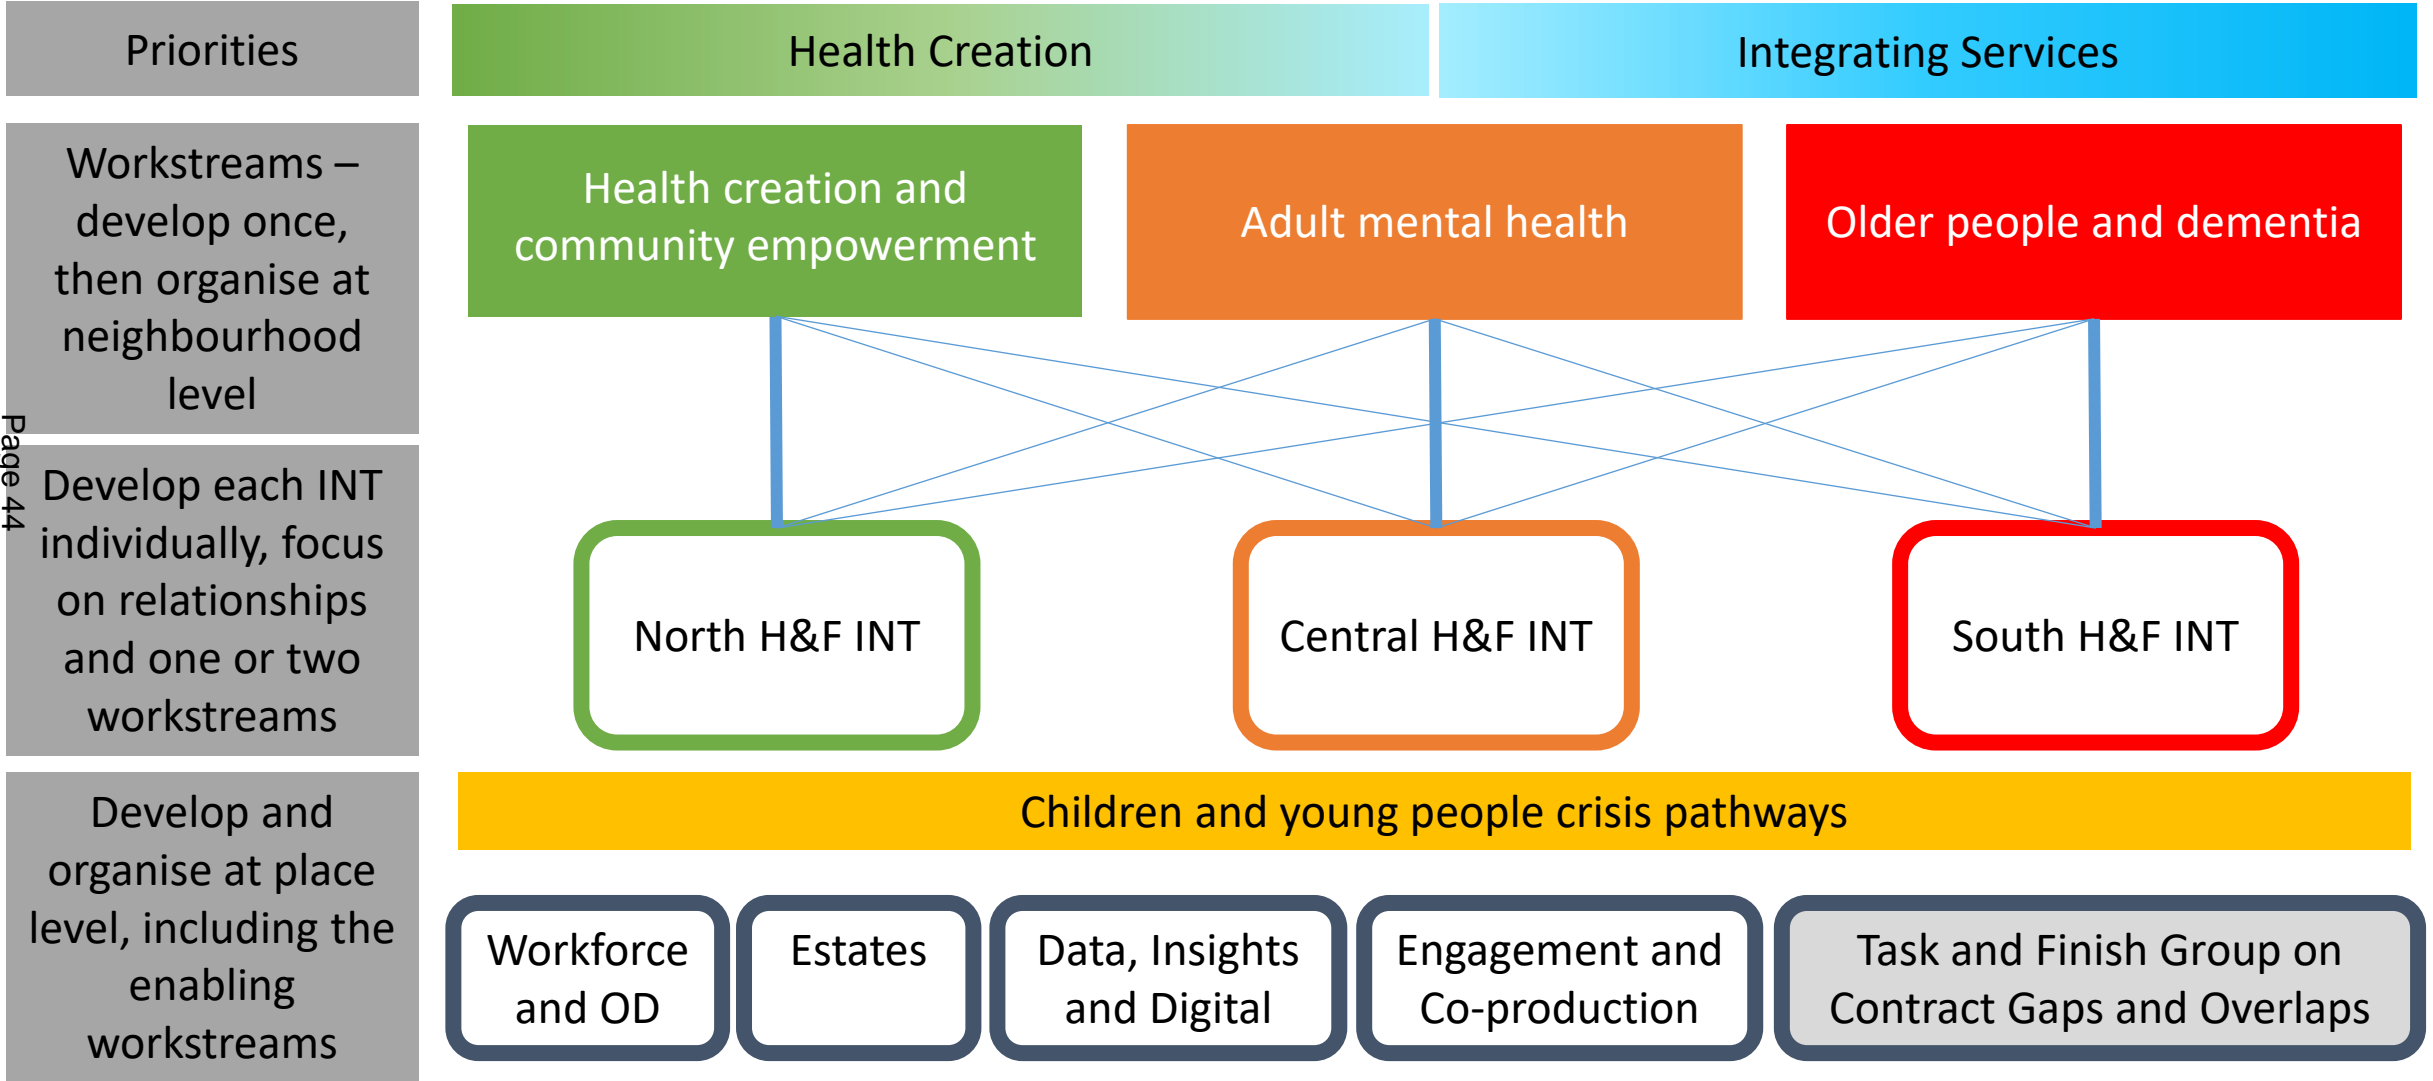 Priorities
Health Creation
Integrating Services
Workstreams –
develop once,
then organise at
neighbourhood
level
Health creation and
community empowerment
Adult mental health
Older people and dementia
Page 44
Develop each INT
individually, focus
on relationships
and one or two
workstreams
North H&F INT
Central H&F INT
South H&F INT
Develop and
organise at place
level, including the
enabling
workstreams
Children and young people crisis pathways
Workforce
and OD
Estates
Data, Insights
and Digital
Engagement and
Co-production
Task and Finish Group on
Contract Gaps and Overlaps